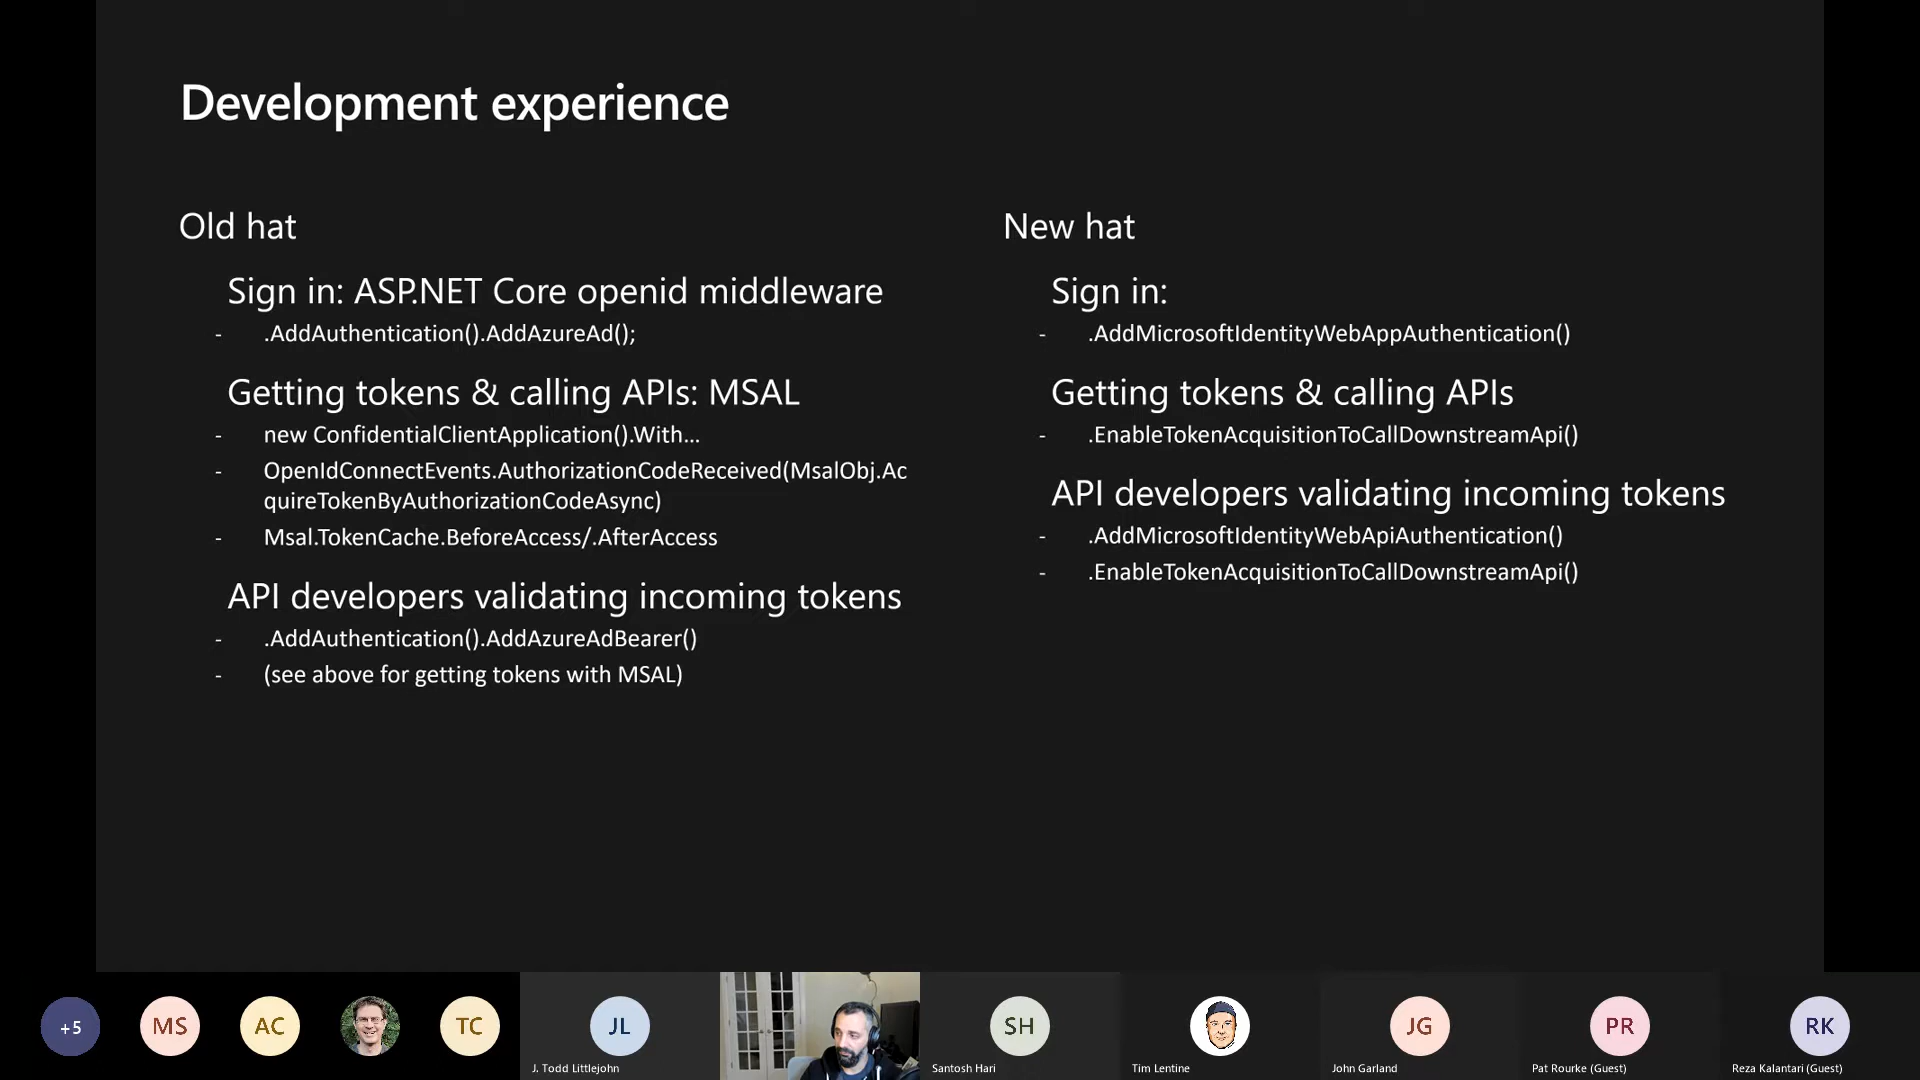 Development experience
Old hat
Sign in: ASP.NET Core openid middleware
- .AddAuthentication().AddAzureAd();
Getting tokens & calling APIs: MSAL
- new ConfidentialClientApplication().With...
- OpenIdConnectEvents.AuthorizationCodeReceived(MsalObj.Ac
quireTokenByAuthorizationCodeAsync)
- Msal.TokenCache.BeforeAccess/.AfterAccess
API developers validating incoming tokens
- .AddAuthentication().AddAzureAdBearer()
- (see above for getting tokens with MSAL)
New hat
Sign in:
- .AddMicrosoftIdentityWebAppAuthentication()
Getting tokens & calling APIs
- .EnableTokenAcquisitionToCallDownstreamApi()
API developers validating incoming tokens
- .AddMicrosoftIdentityWebApiAuthentication()
- .EnableTokenAcquisitionToCallDownstreamApi()
+5
MS
AC
TC
JL
J. Todd Littlejohn
SH
Santosh Hari
Tim Lentine
JG
John Garland
PR
Pat Rourke (Guest)
RK
Reza Kalantari (Guest)